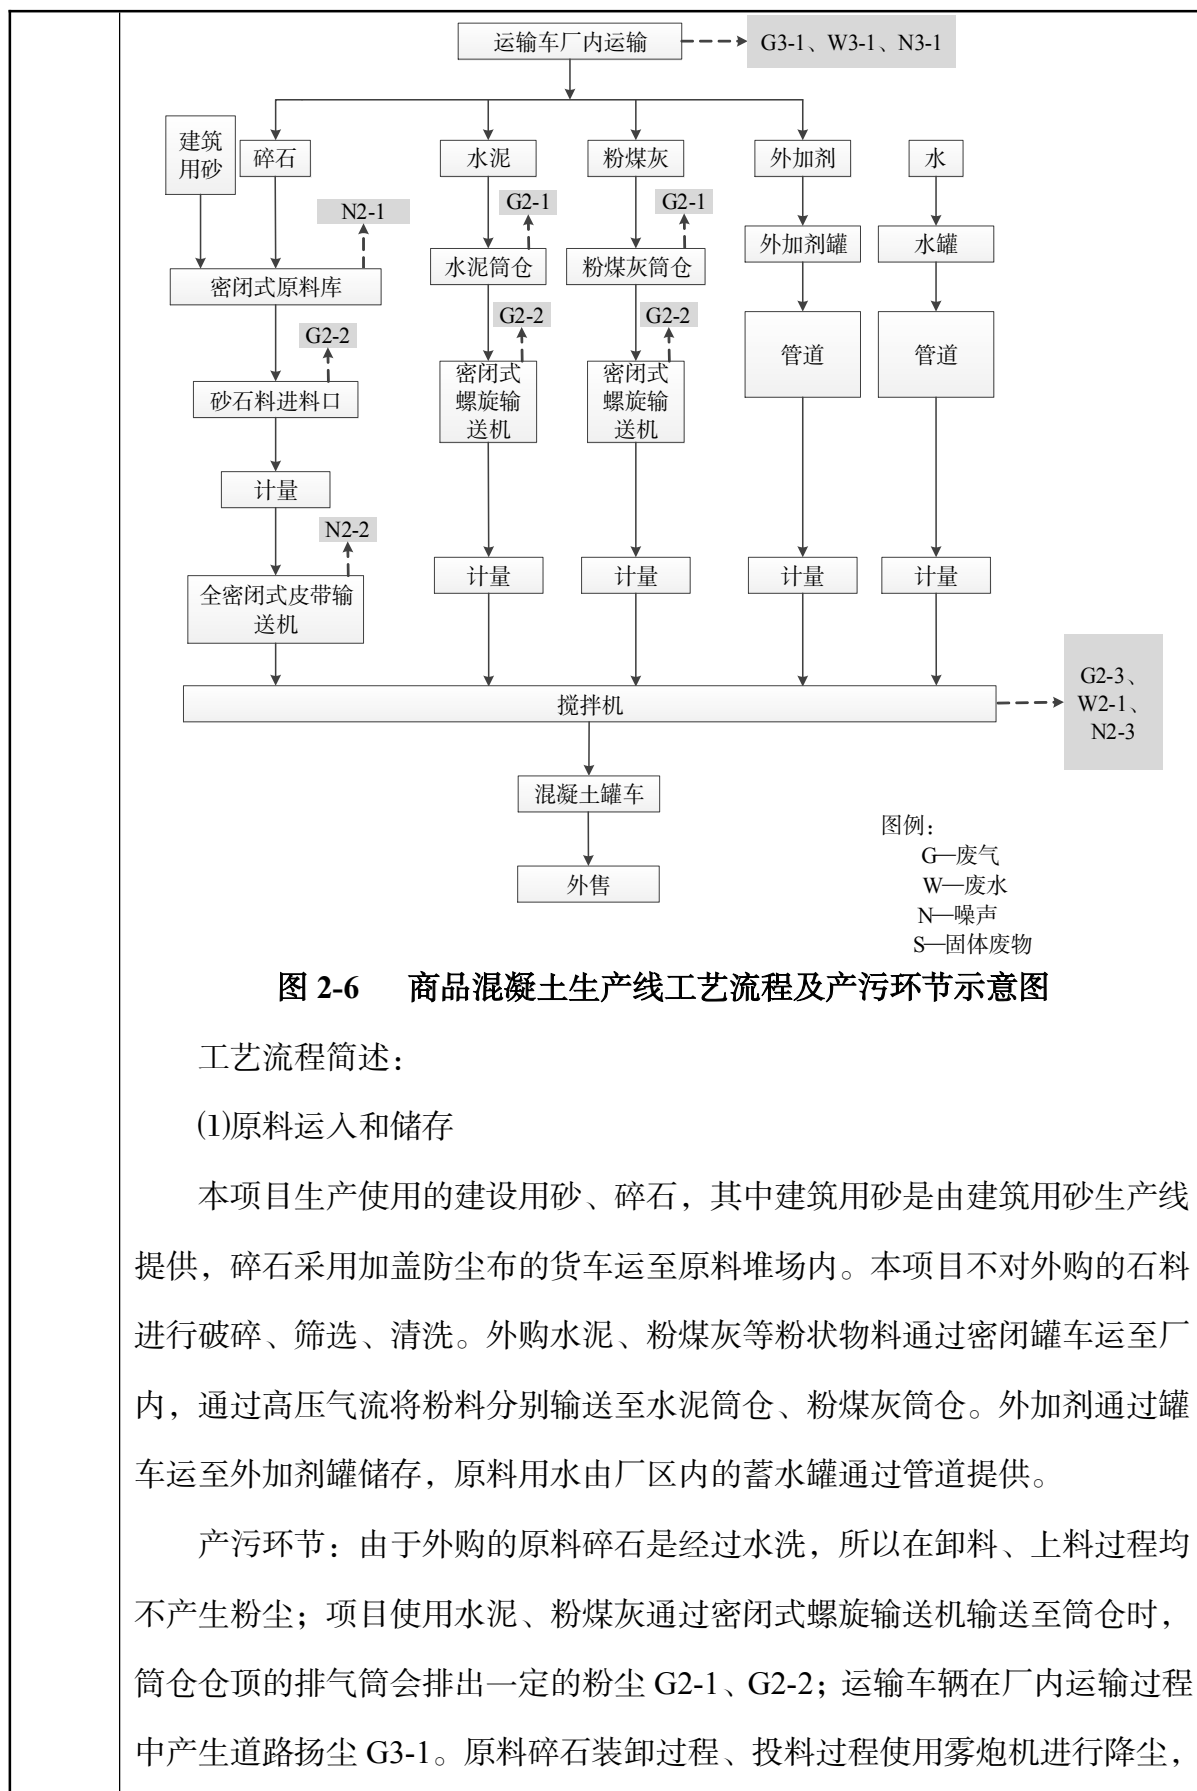 运输车厂内运输
G3-1、W3-1、N3-1
建筑
用砂
碎石
水泥
粉煤灰
外加剂
水
N2-1
G2-1
G2-1
密闭式原料库
水泥筒仓
粉煤灰筒仓
外加剂罐
水罐
G2-2
G2-2
G2-2
砂石料进料口
密闭式
螺旋输
送机
密闭式
螺旋输
送机
管道
管道
计量
N2-2
全密闭式皮带输
送机
计量
计量
计量
计量
搅拌机
G2-3、
W2-1、
N2-3
混凝土罐车
外售
图例：
G—废气
W—废水
N—噪声
S—固体废物
图 2-6 商品混凝土生产线工艺流程及产污环节示意图
工艺流程简述：
⑴原料运入和储存
本项目生产使用的建设用砂、碎石，其中建筑用砂是由建筑用砂生产线
提供，碎石采用加盖防尘布的货车运至原料堆场内。本项目不对外购的石料
进行破碎、筛选、清洗。外购水泥、粉煤灰等粉状物料通过密闭罐车运至厂
内，通过高压气流将粉料分别输送至水泥筒仓、粉煤灰筒仓。外加剂通过罐
车运至外加剂罐储存，原料用水由厂区内的蓄水罐通过管道提供。
产污环节：由于外购的原料碎石是经过水洗，所以在卸料、上料过程均
不产生粉尘；项目使用水泥、粉煤灰通过密闭式螺旋输送机输送至筒仓时，
筒仓仓顶的排气筒会排出一定的粉尘 G2-1、G2-2；运输车辆在厂内运输过程
中产生道路扬尘 G3-1。原料碎石装卸过程、投料过程使用雾炮机进行降尘，